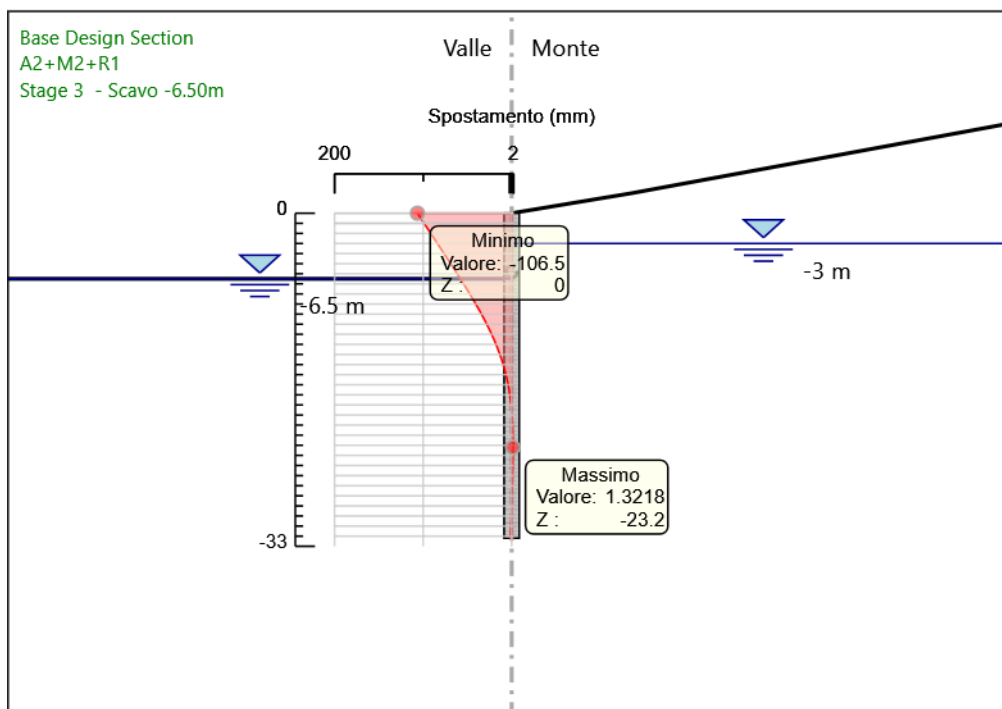 Base Design Section
A2+M2+R1
Stage 3 - Scavo -6.50m
Valle Monte
Spostamento (mm)
200 2
0
Minimo
Valore: -106.5
Z : 0
-3 m
-6.5 m
Massimo
Valore: 1.3218
Z : -23.2
-33